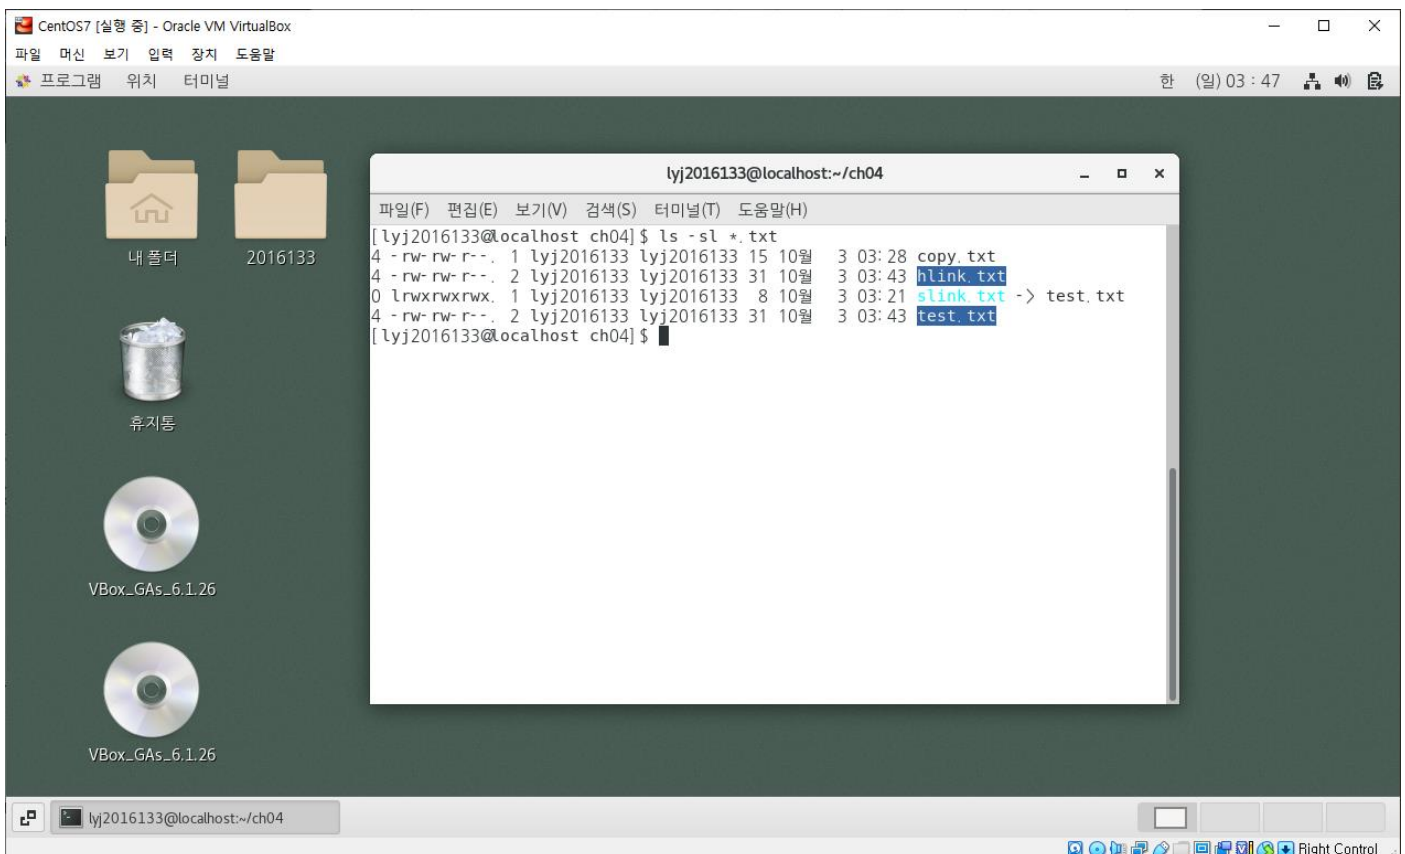 CentOS7 [실행 중] - Oracle VM VirtualBox
파일 머신 보기 입력 장치 도움말
프로그램 위치 터미널 한 (일) 03 : 47
lyj2016133@localhost:~/ch04
파일(F) 편집(E) 보기(V) 검색(S) 터미널(T) 도움말(H)
[lyj2016133@localhost ch04]$ ls -sl *.txt
4 -rw-rw-r--. 1 lyj2016133 lyj2016133 15 10월 3 03:28 copy.txt
4 -rw-rw-r--. 2 lyj2016133 lyj2016133 31 10월 3 03:43 hlink.txt
0 lrwxrwxrwx. 1 lyj2016133 lyj2016133 8 10월 3 03:21 slink.txt -> test.txt
4 -rw-rw-r--. 2 lyj2016133 lyj2016133 31 10월 3 03:43 test.txt
[lyj2016133@localhost ch04]$
내 폴더 2016133
휴지통
VBox_GAs_6.1.26
VBox_GAs_6.1.26
lyj2016133@localhost:~/ch04
Right Control